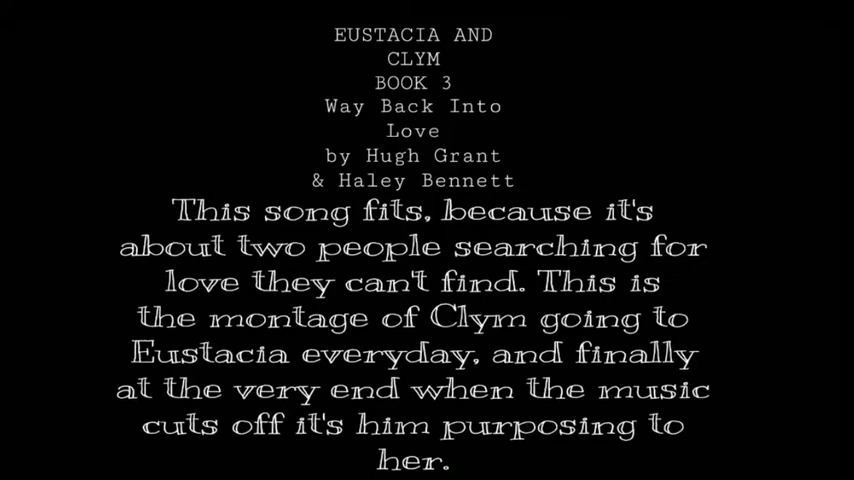 EUSTACIA AND
CLYM
BOOK 3
Way Back Into
Love
by Hugh Grant
& Haley Bennett
This song fits, because it's
about two people searching for
love they can't find. This is
the montage of Clym going to
Eustacia everyday, and finally
at the very end when the music
cuts off it's him purposing to
her.